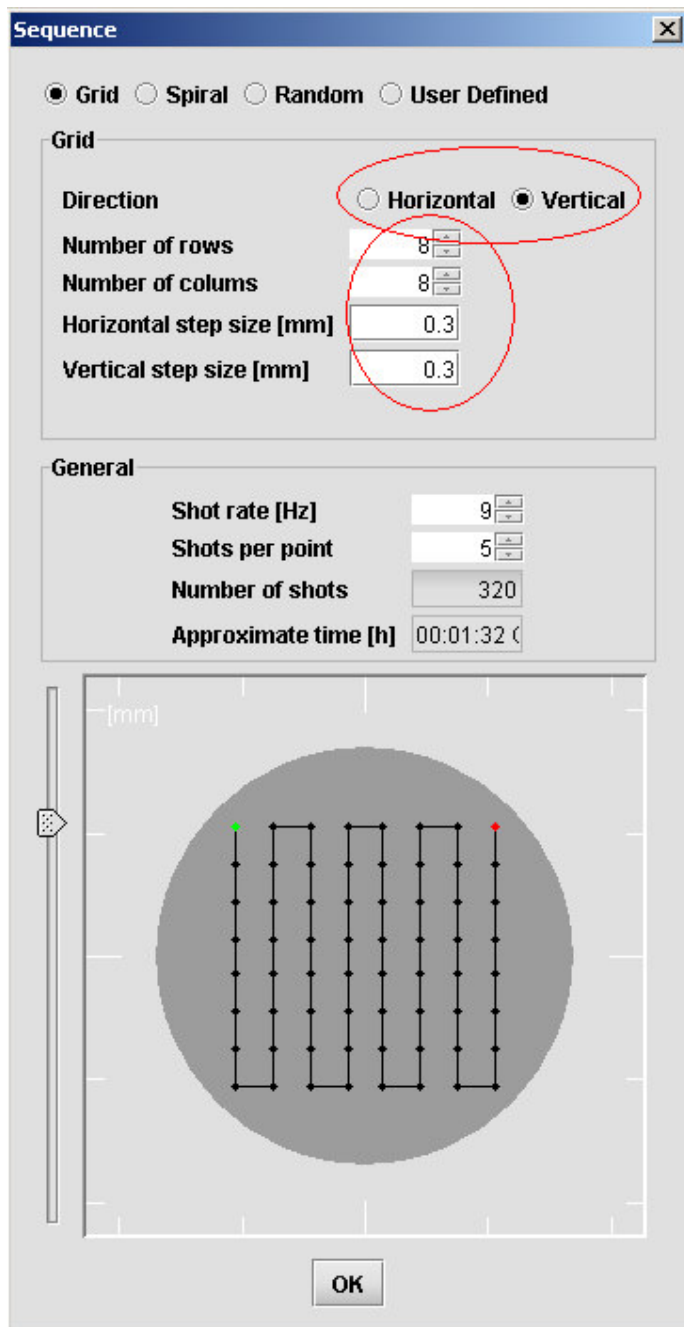 Sequence
Grid Spiral Random User Defined
Grid
Direction Horizontal Vertical
Number of rows 8
Number of colums 8
Horizontal step size [mm] 0.3
Vertical step size [mm] 0.3
General
Shot rate [Hz] 9
Shots per point 5
Number of shots 320
Approximate time [h] 00:01:32 (
[mm]
OK